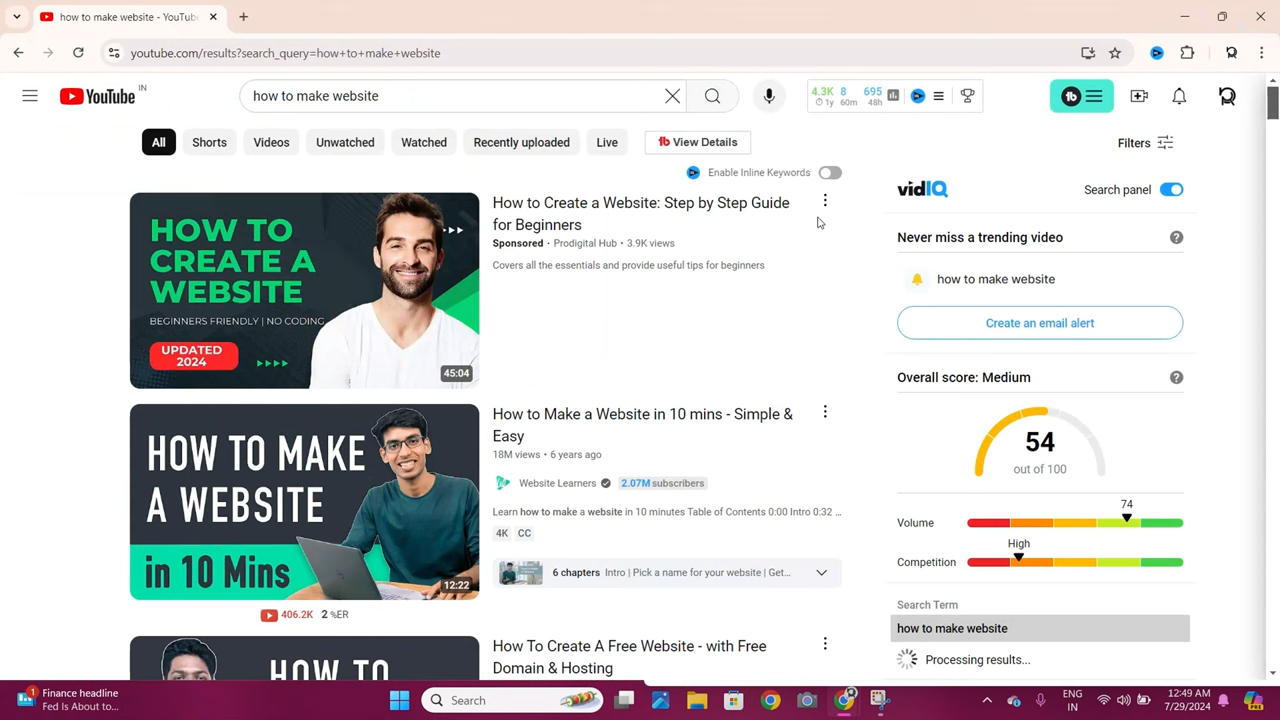 how to make website - YouTub
youtube.com/results?search_query=how+to+make+website
YouTube
IN
how to make website
4.3K 8 695
1y 60m 48h
All
Shorts
Videos
Unwatched
Watched
Recently uploaded
Live
View Details
Filters
Enable Inline Keywords
HOW TO
CREATE A
WEBSITE
BEGINNERS FRIENDLY | NO CODING
UPDATED
2024
45:04
How to Create a Website: Step by Step Guide
for Beginners
Sponsored • Prodigital Hub • 3.9K views
Covers all the essentials and provide useful tips for beginners
HOW TO MAKE
A WEBSITE
in 10 Mins
12:22
406.2K 2 %ER
How to Make a Website in 10 mins - Simple &
Easy
18M views • 6 years ago
Website Learners 2.07M subscribers
Learn how to make a website in 10 minutes Table of Contents 0:00 Intro 0:32 ...
4K CC
6 chapters Intro | Pick a name for your website | Get...
HOW TO
How To Create A Free Website - with Free
Domain & Hosting
vidIQ
Search panel
Never miss a trending video
how to make website
Create an email alert
Overall score: Medium
54
out of 100
74
Volume
High
Competition
Search Term
how to make website
Processing results...
1
Finance headline
Fed Is About to...
Search
ENG
IN
12:49 AM
7/29/2024